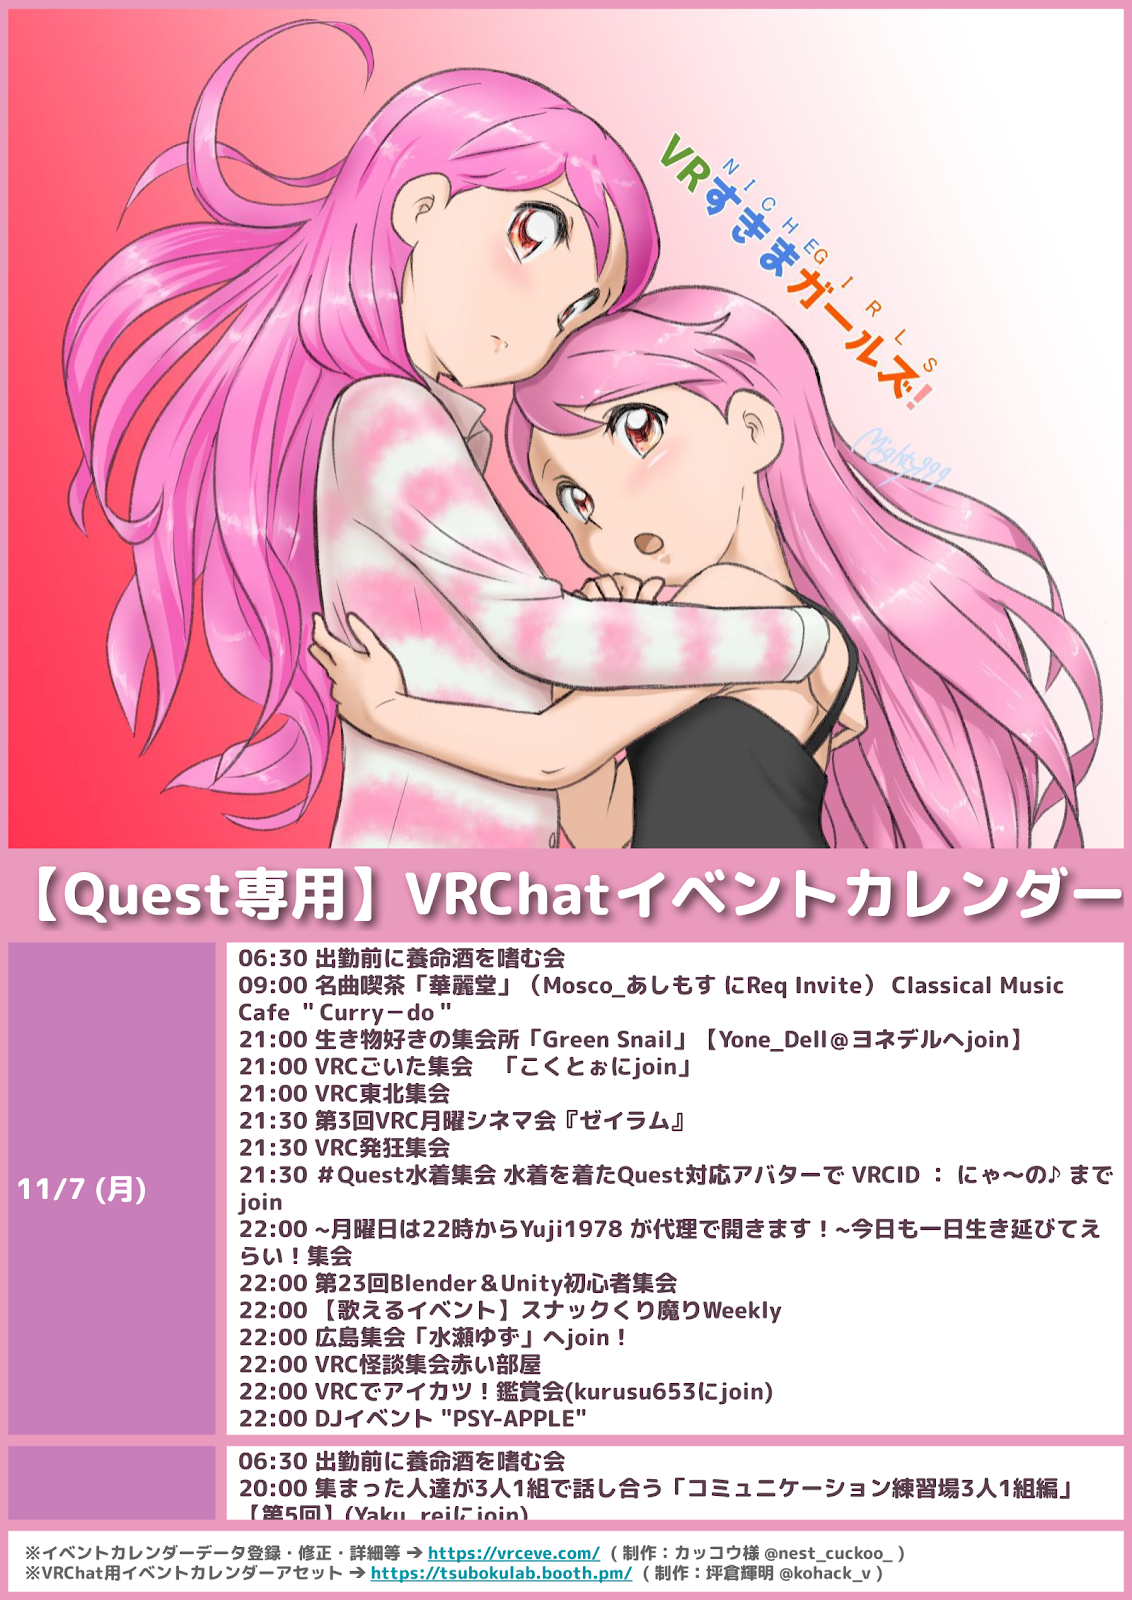 NICHEGIRLS
VRすきまガールズ!
Mighty999
【Quest専用】VRChatイベントカレンダー
11/7 (月)
06:30 出勤前に養命酒を嗜む会
09:00 名曲喫茶「華麗堂」（Mosco_あしもす にReq Invite） Classical Music
Cafe ＂Curryーdo＂
21:00 生き物好きの集会所「Green Snail」【Yone_Dell@ヨネデルへjoin】
21:00 VRCごいた集会　「こくとぉにjoin」
21:00 VRC東北集会
21:30 第3回VRC月曜シネマ会『ゼイラム』
21:30 VRC発狂集会
21:30 ＃Quest水着集会 水着を着たQuest対応アバターで VRCID ： にゃ〜の♪ まで
join
22:00 ~月曜日は22時からYuji1978 が代理で開きます！~今日も一日生き延びてえ
らい！集会
22:00 第23回Blender＆Unity初心者集会
22:00 【歌えるイベント】スナックくり魔りWeekly
22:00 広島集会「水瀬ゆず」へjoin！
22:00 VRC怪談集会赤い部屋
22:00 VRCでアイカツ！鑑賞会(kurusu653にjoin)
22:00 DJイベント "PSY-APPLE"
06:30 出勤前に養命酒を嗜む会
20:00 集まった人達が3人1組で話し合う「コミュニケーション練習場3人1組編」
【第5回】(Yaku_reiにjoin)
※イベントカレンダーデータ登録・修正・詳細等 ➔ https://vrceve.com/ ( 制作：カッコウ様 @nest_cuckoo_ )
※VRChat用イベントカレンダーアセット ➔ https://tsubokulab.booth.pm/ ( 制作：坪倉輝明 @kohack_v )